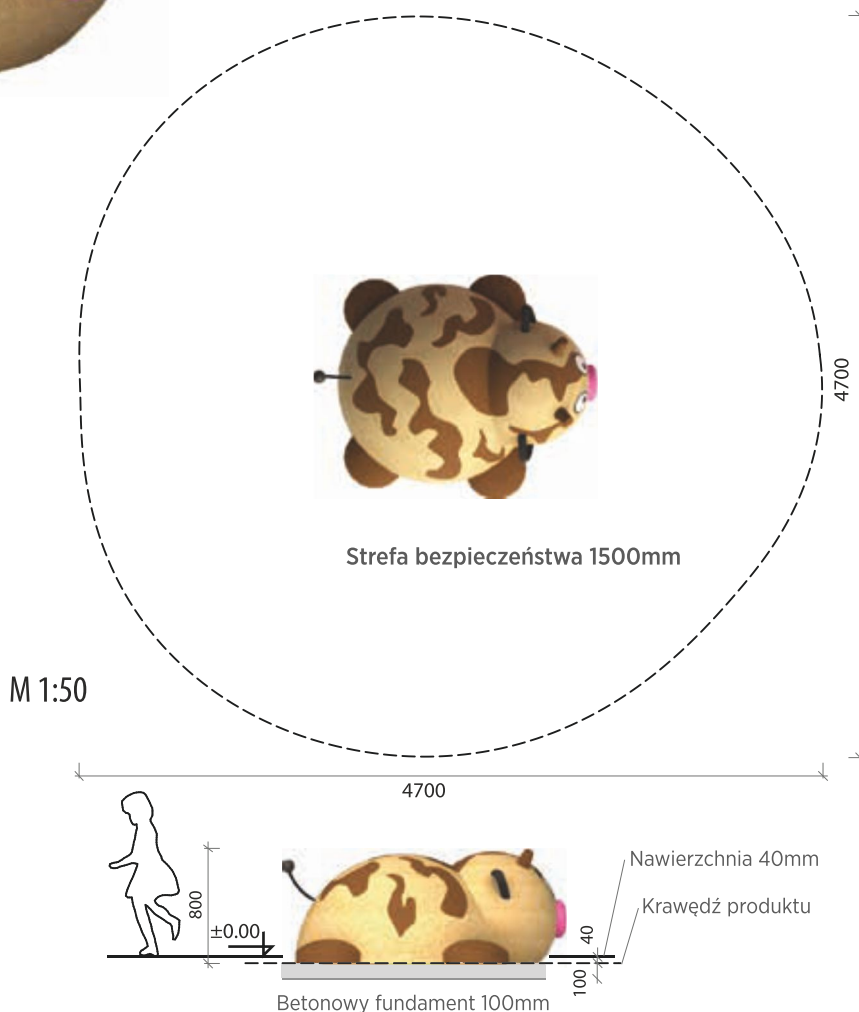 4700
Strefa bezpieczeństwa 1500mm
M 1:50
4700
Nawierzchnia 40mm
Krawędź produktu
800
±0.00
40
100
Betonowy fundament 100mm